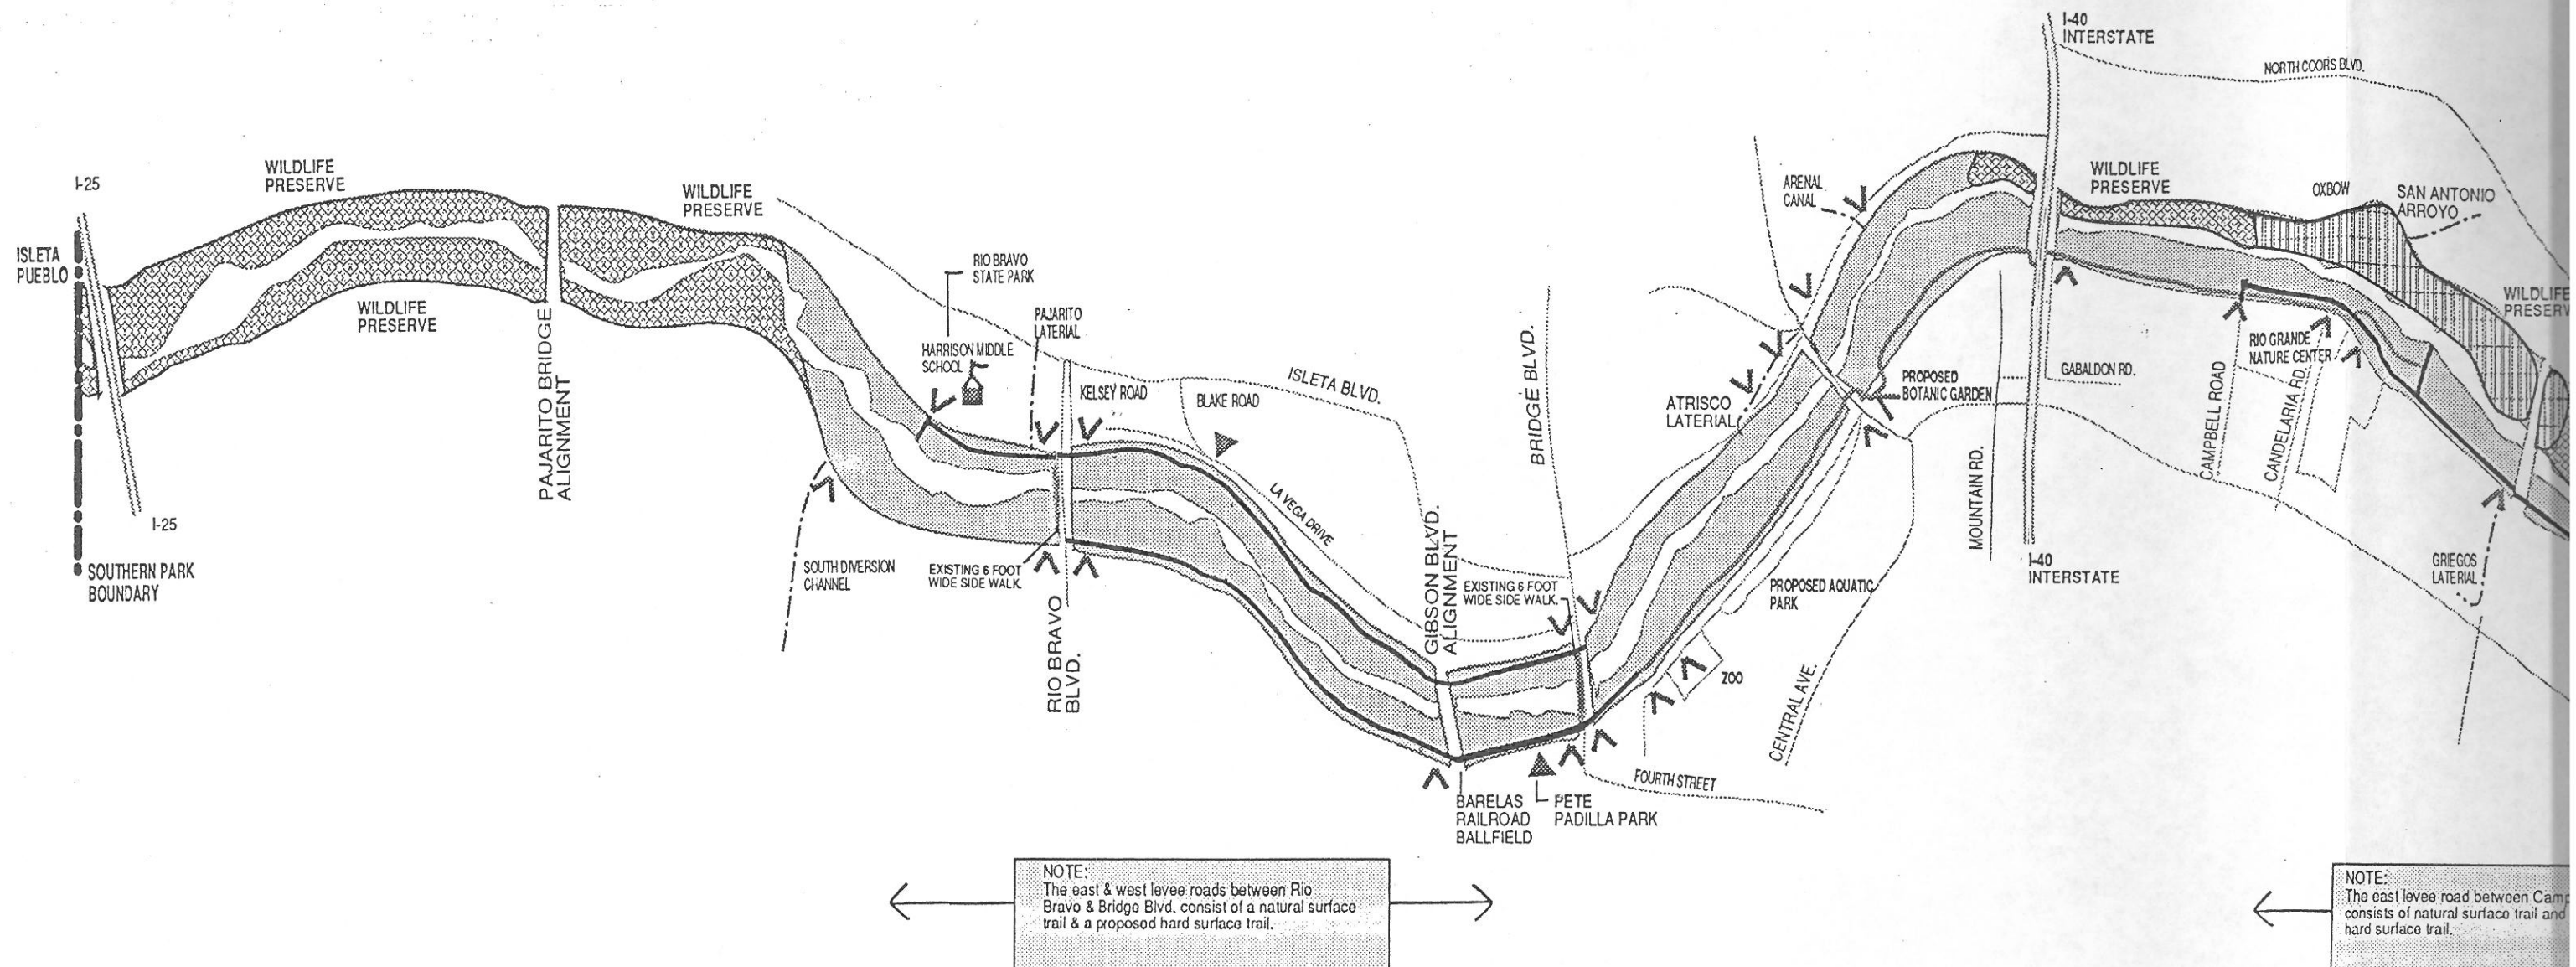 I-25
ISLETA
PUEBLO
WILDLIFE
PRESERVE
WILDLIFE
PRESERVE
I-25
SOUTHERN PARK
BOUNDARY
PAJARITO BRIDGE
ALIGNMENT
WILDLIFE
PRESERVE
RIO BRAVO
STATE PARK
HARRISON MIDDLE
SCHOOL
PAJARITO
LATERIAL
KELSEY ROAD
BLAKE ROAD
ISLETA BLVD.
LA VEGA DRIVE
SOUTH DIVERSION
CHANNEL
EXISTING 6 FOOT
WIDE SIDE WALK.
RIO BRAVO
BLVD.
GIBSON BLVD.
ALIGNMENT
EXISTING 6 FOOT
WIDE SIDE WALK.
BRIDGE BLVD.
BARELAS
RAILROAD
BALLFIELD
PETE
PADILLA PARK
FOURTH STREET
ZOO
CENTRAL AVE.
PROPOSED AQUATIC
PARK
ATRISCO
LATERIAL
ARENAL
CANAL
PROPOSED
BOTANIC GARDEN
MOUNTAIN RD.
I-40
INTERSTATE
I-40
INTERSTATE
NORTH COORS BLVD.
WILDLIFE
PRESERVE
OXBOW
SAN ANTONIO
ARROYO
WILDLIFE
PRESERV
GABALDON RD.
CAMPBELL ROAD
RIO GRANDE
NATURE CENTER
CANDELARIA RD.
GRIEGOS
LATERIAL
NOTE:
The east & west levee roads between Rio
Bravo & Bridge Blvd. consist of a natural surface
trail & a proposed hard surface trail.
NOTE:
The east levee road between Camp
consists of natural surface trail and
hard surface trail.